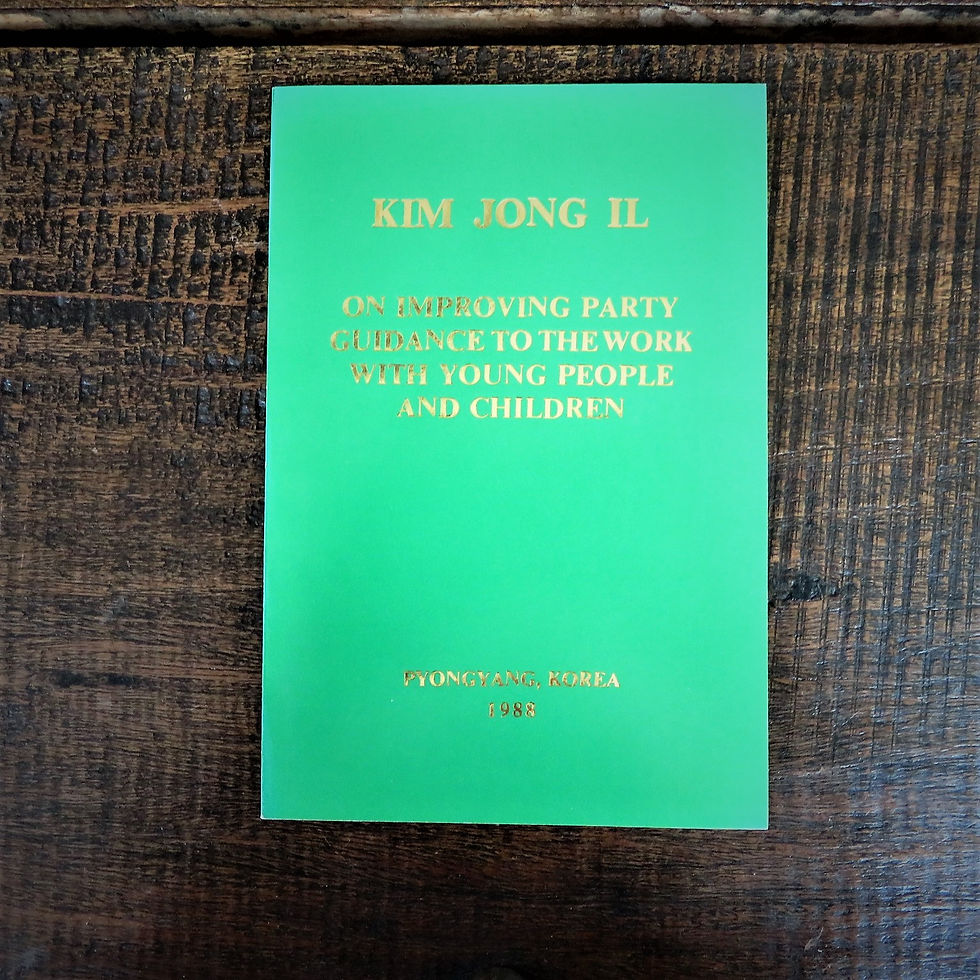 KIM JONG IL
ON IMPROVING PARTY
GUIDANCE TO THE WORK
WITH YOUNG PEOPLE
AND CHILDREN
PYONGYANG, KOREA
1988